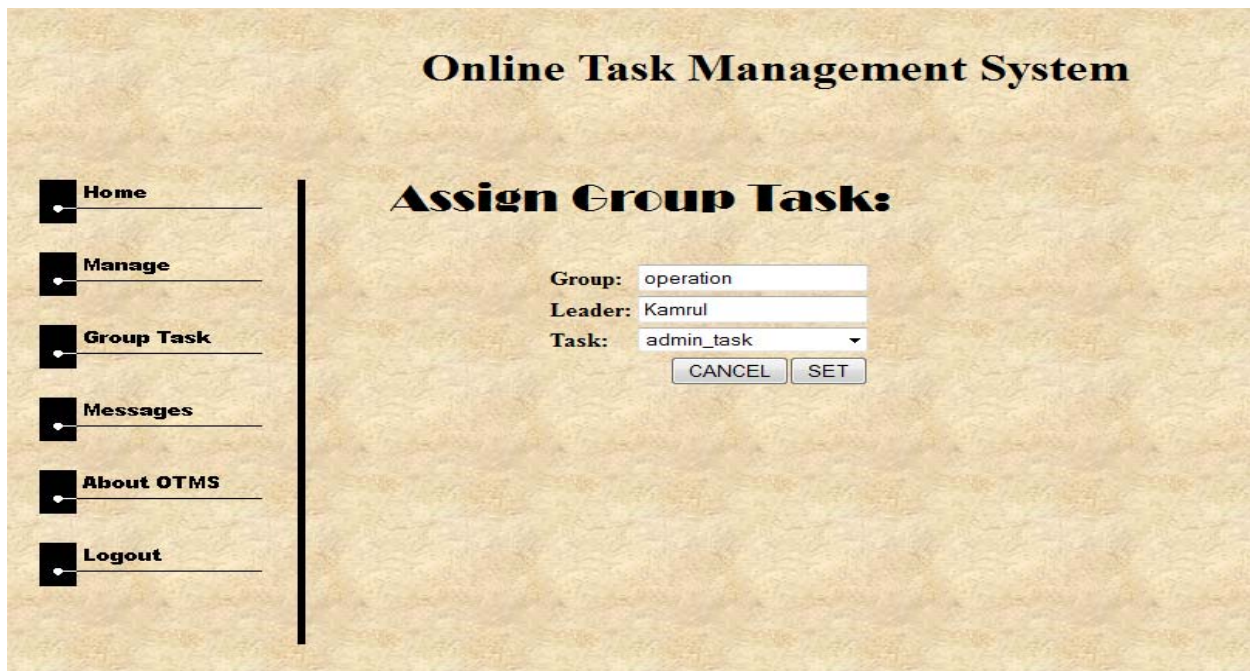 Online Task Management System
Home
Manage
Group Task
Messages
About OTMS
Logout
Assign Group Task:
Group: operation
Leader: Kamrul
Task: admin_task
CANCEL SET